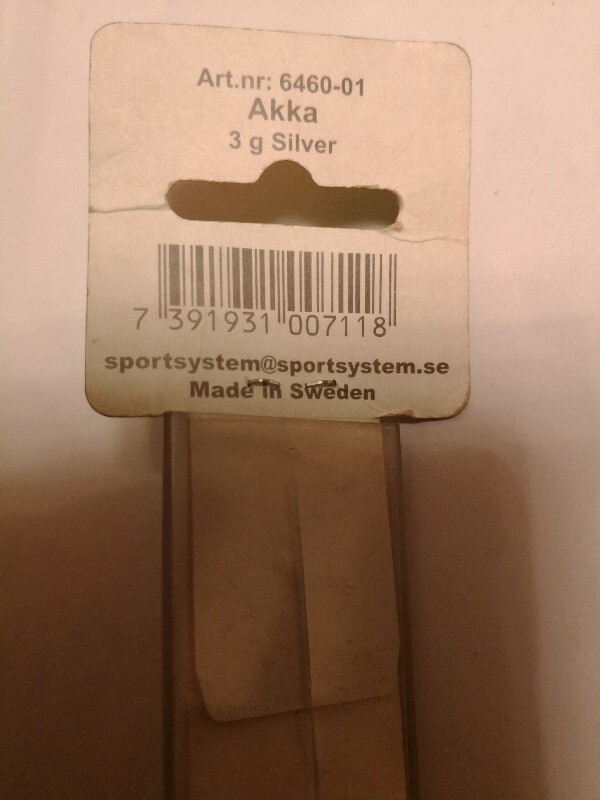 Art.nr: 6460-01
Akka
3 g Silver
7 391931 007118
sportsystem@sportsystem.se
Made in Sweden